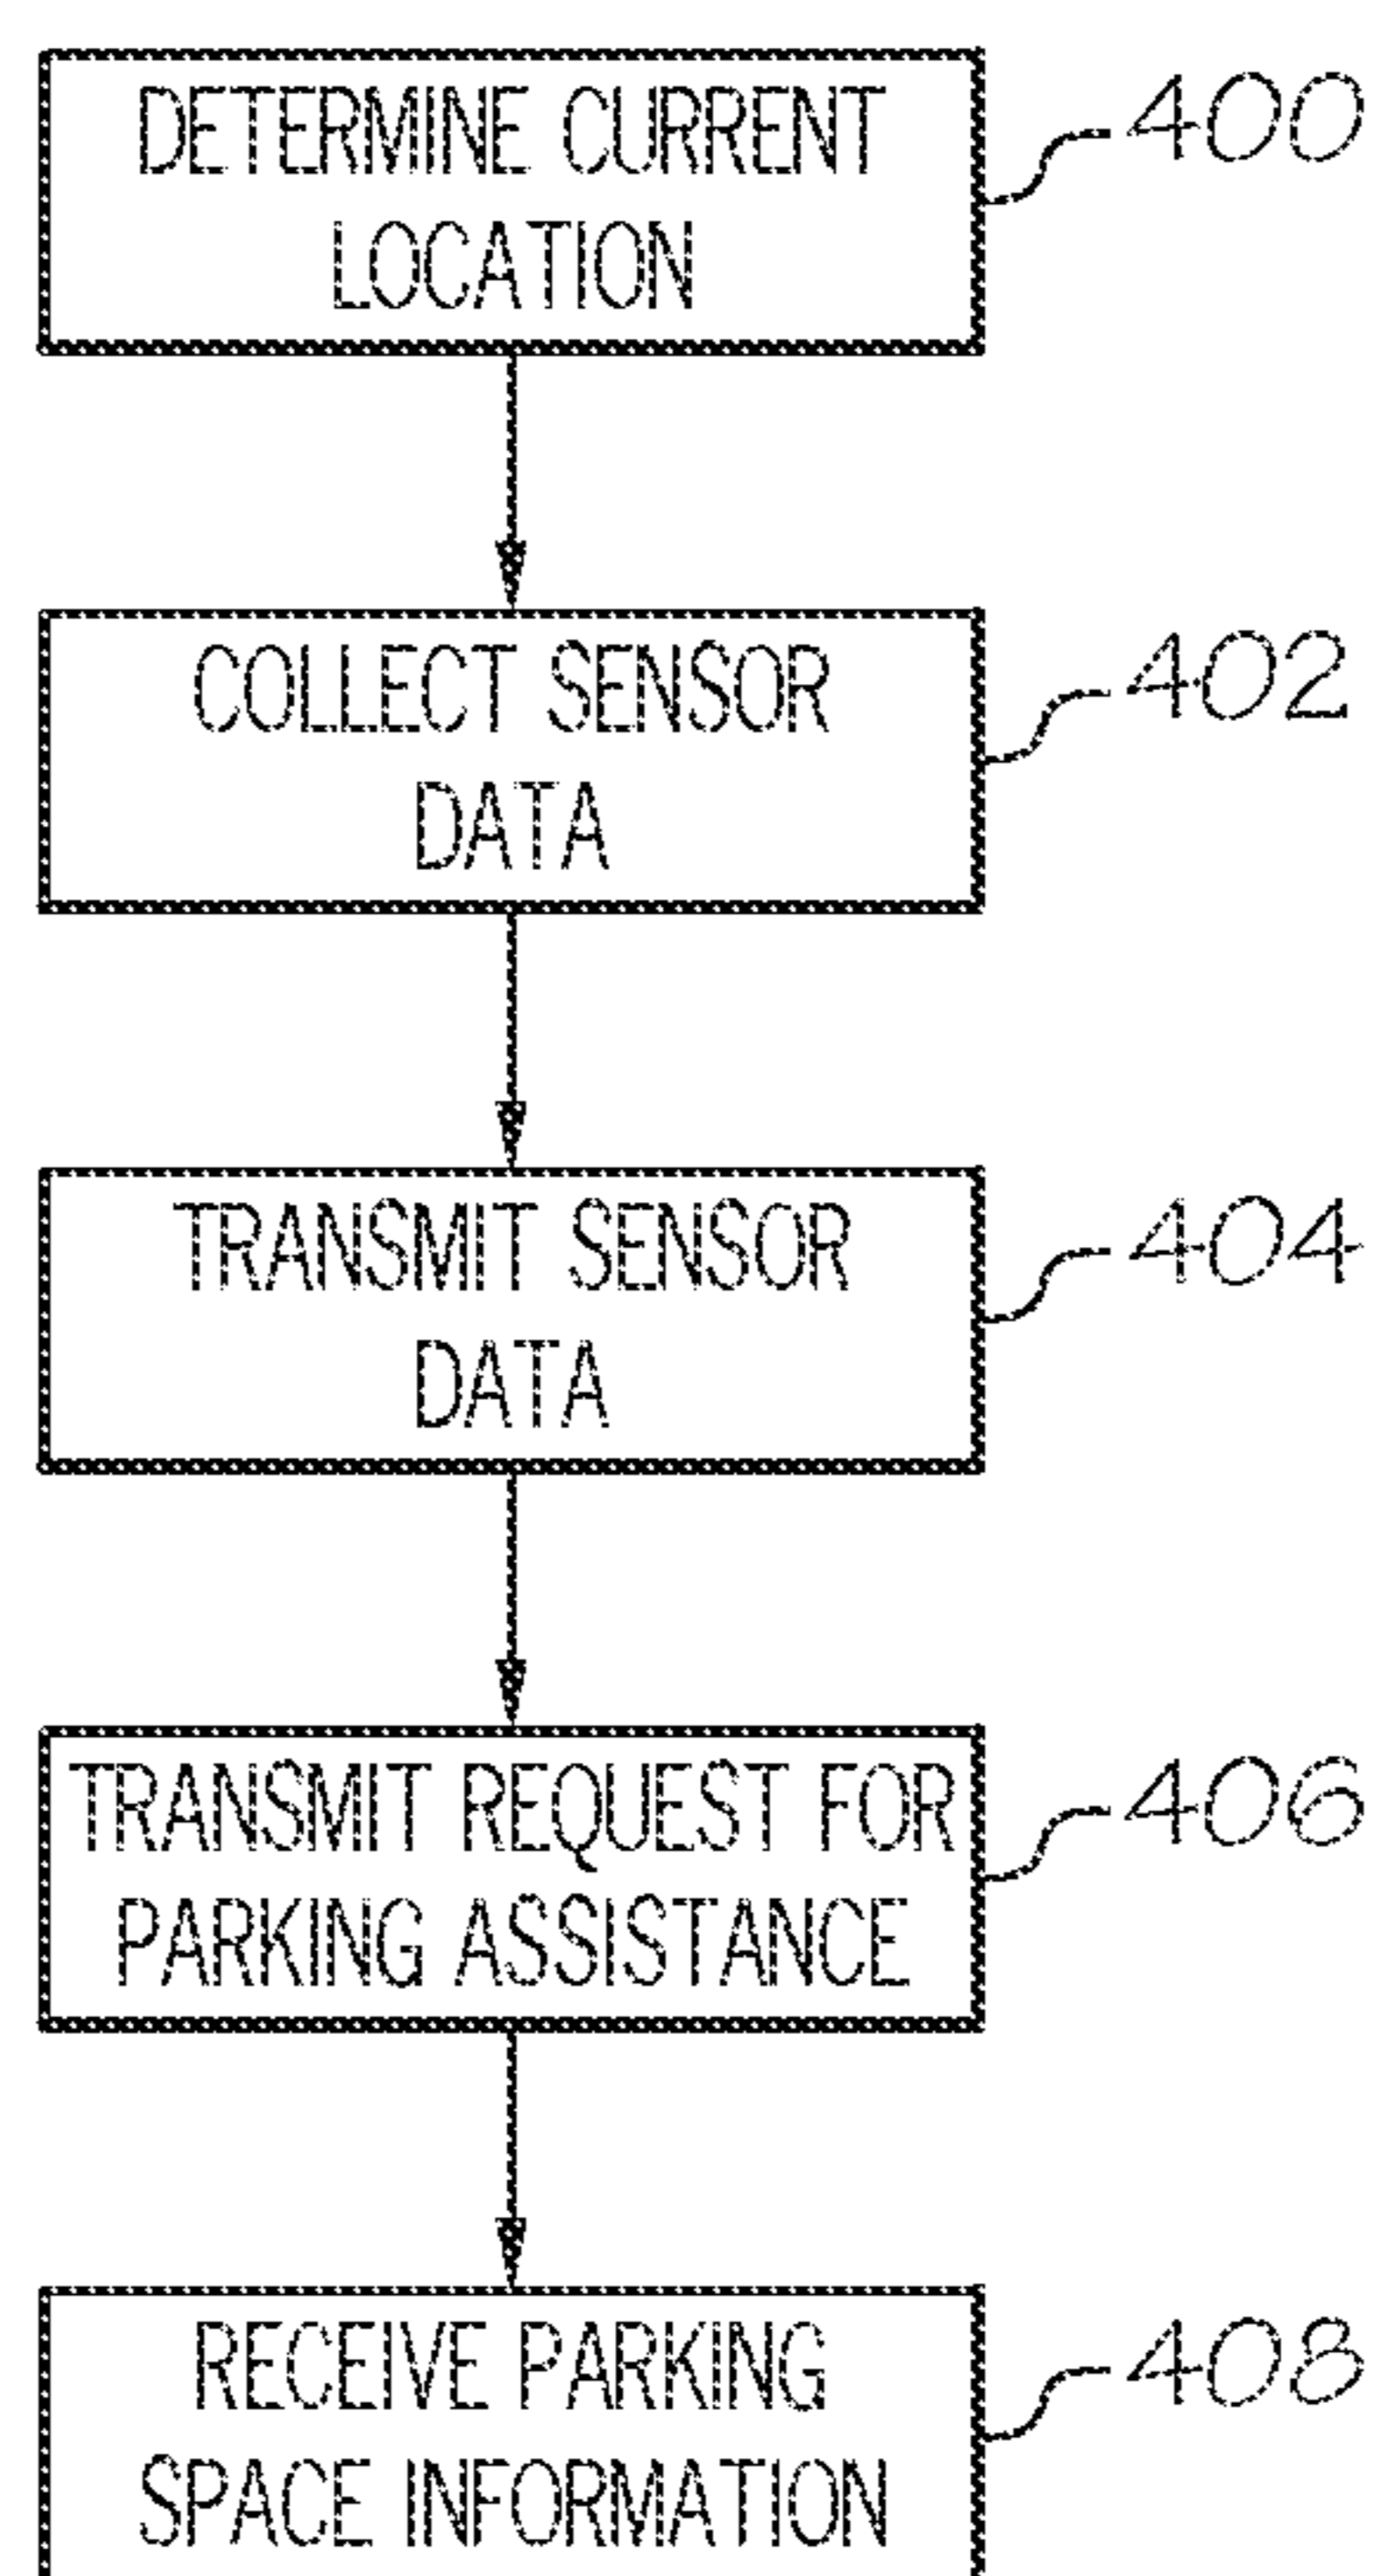 DETERMINE CURRENT
LOCATION
400
COLLECT SENSOR
DATA
402
TRANSMIT SENSOR
DATA
404
TRANSMIT REQUEST FOR
PARKING ASSISTANCE
406
RECEIVE PARKING
SPACE INFORMATION
408